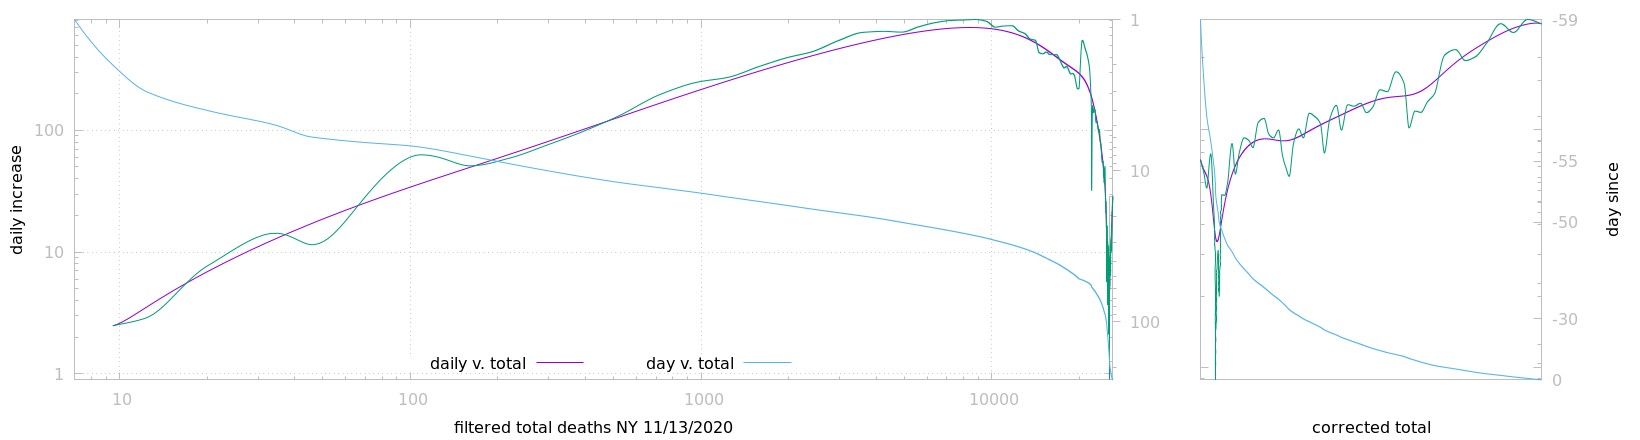 daily increase
100
10
1
10
100
1000
10000
daily v. total
day v. total
filtered total deaths NY 11/13/2020
1
10
100
-59
-55
-50
-30
0
day since
corrected total